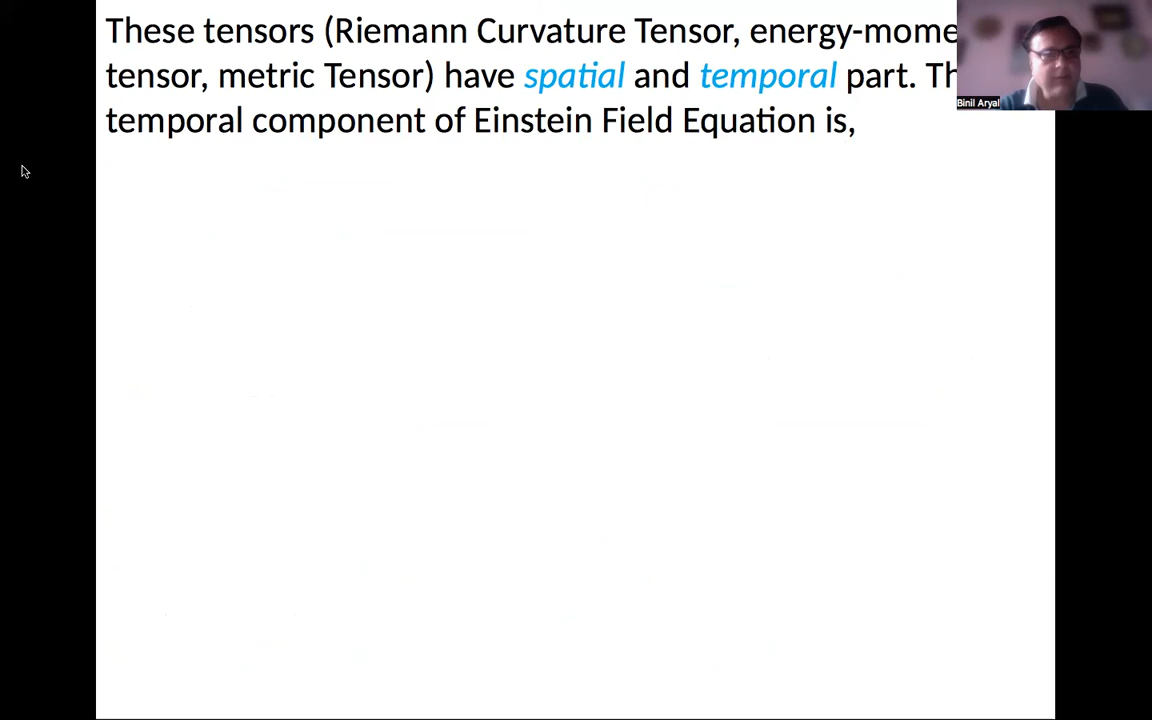 These tensors (Riemann Curvature Tensor, energy-mome
tensor, metric Tensor) have spatial and temporal part. Th
temporal component of Einstein Field Equation is,
Binil Aryal